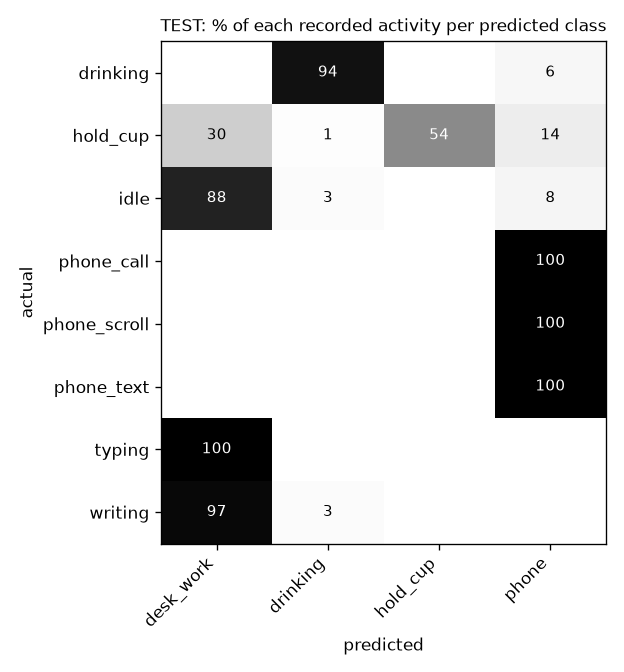 TEST: % of each recorded activity per predicted class
drinking 94 6
hold_cup 30 1 54 14
idle 88 3 8
phone_call 100
phone_scroll 100
phone_text 100
typing 100
writing 97 3
actual
desk_work drinking hold_cup phone
predicted